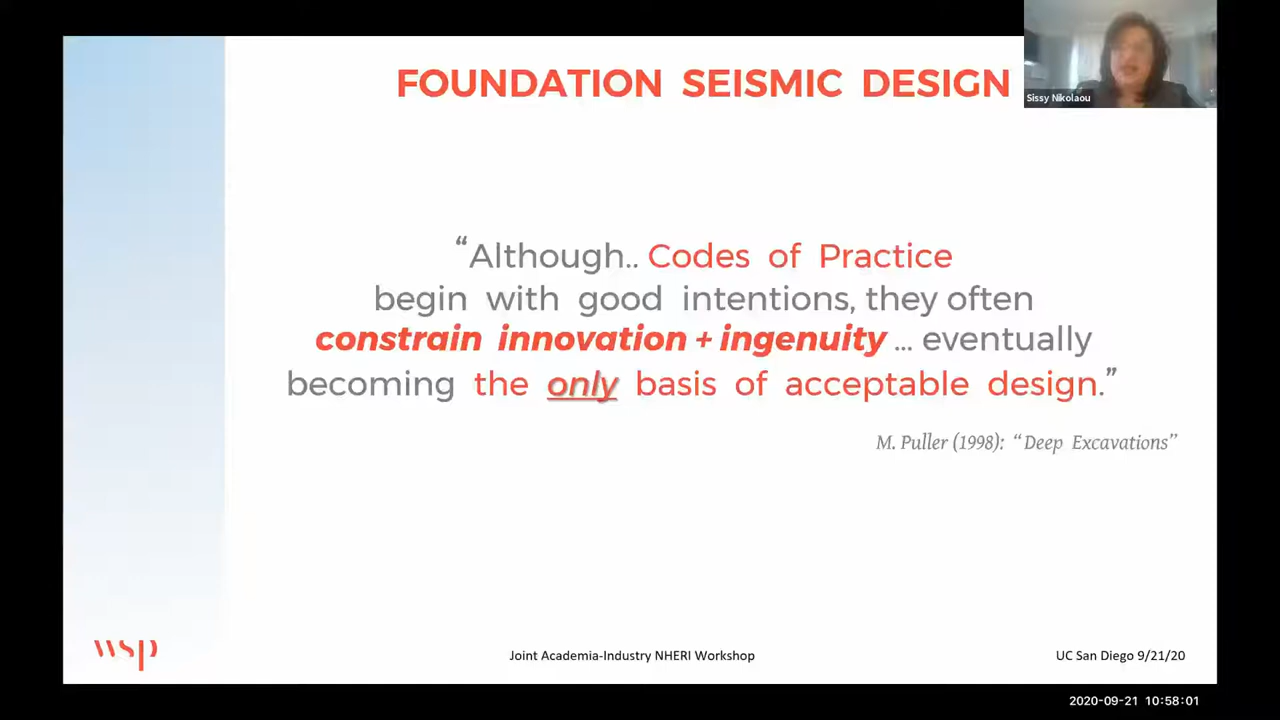 FOUNDATION SEISMIC DESIGN
Sissy Nikolaou
“Although.. Codes of Practice
begin with good intentions, they often
constrain innovation + ingenuity ... eventually
becoming the only basis of acceptable design.”
M. Puller (1998): “Deep Excavations”
wsp
Joint Academia-Industry NHERI Workshop
UC San Diego 9/21/20
2020-09-21 10:58:01